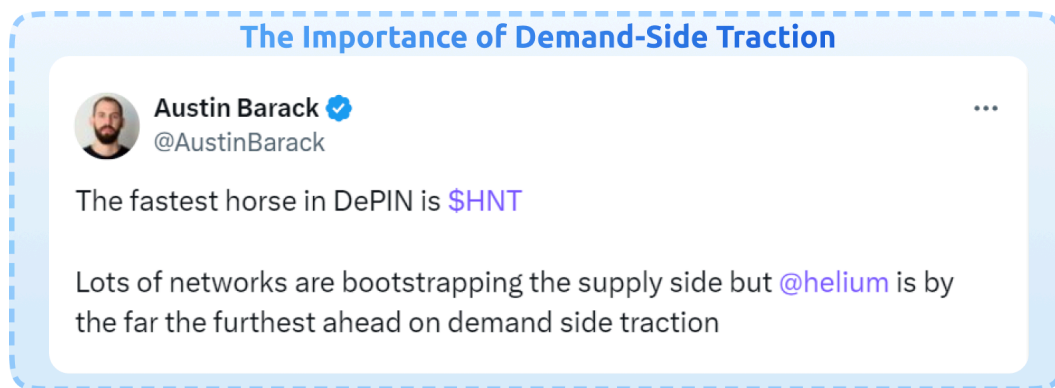 The Importance of Demand-Side Traction
Austin Barack
@AustinBarack
The fastest horse in DePIN is $HNT
Lots of networks are bootstrapping the supply side but @helium is by
the far the furthest ahead on demand side traction